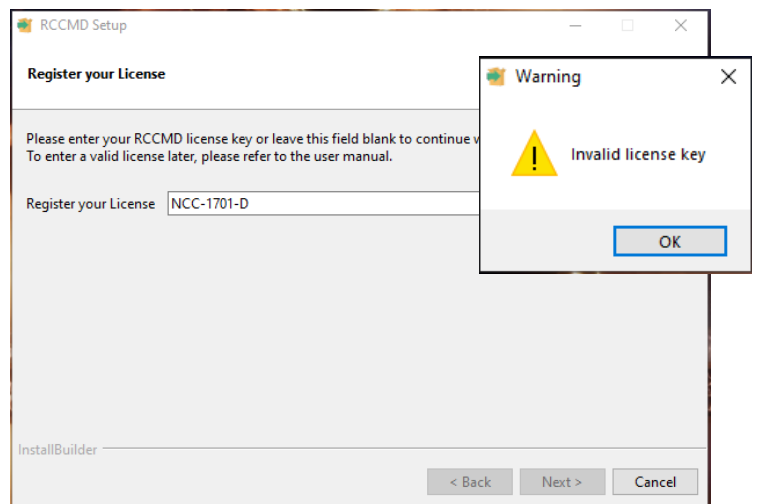 RCCMD Setup
Register your License
Please enter your RCCMD license key or leave this field blank to continue
To enter a valid license later, please refer to the user manual.
Register your License NCC-1701-D
Warning
Invalid license key
OK
InstallBuilder
< Back Next > Cancel